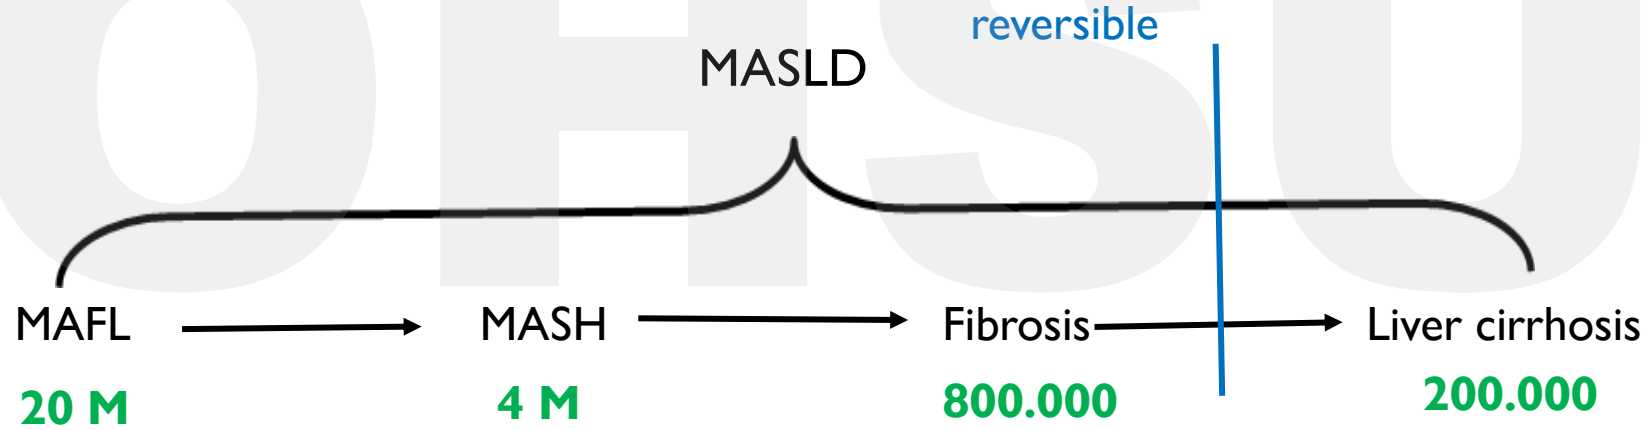 OHSU
reversible
MASLD
MAFL MASH Fibrosis Liver cirrhosis
20 M 4 M 800.000 200.000